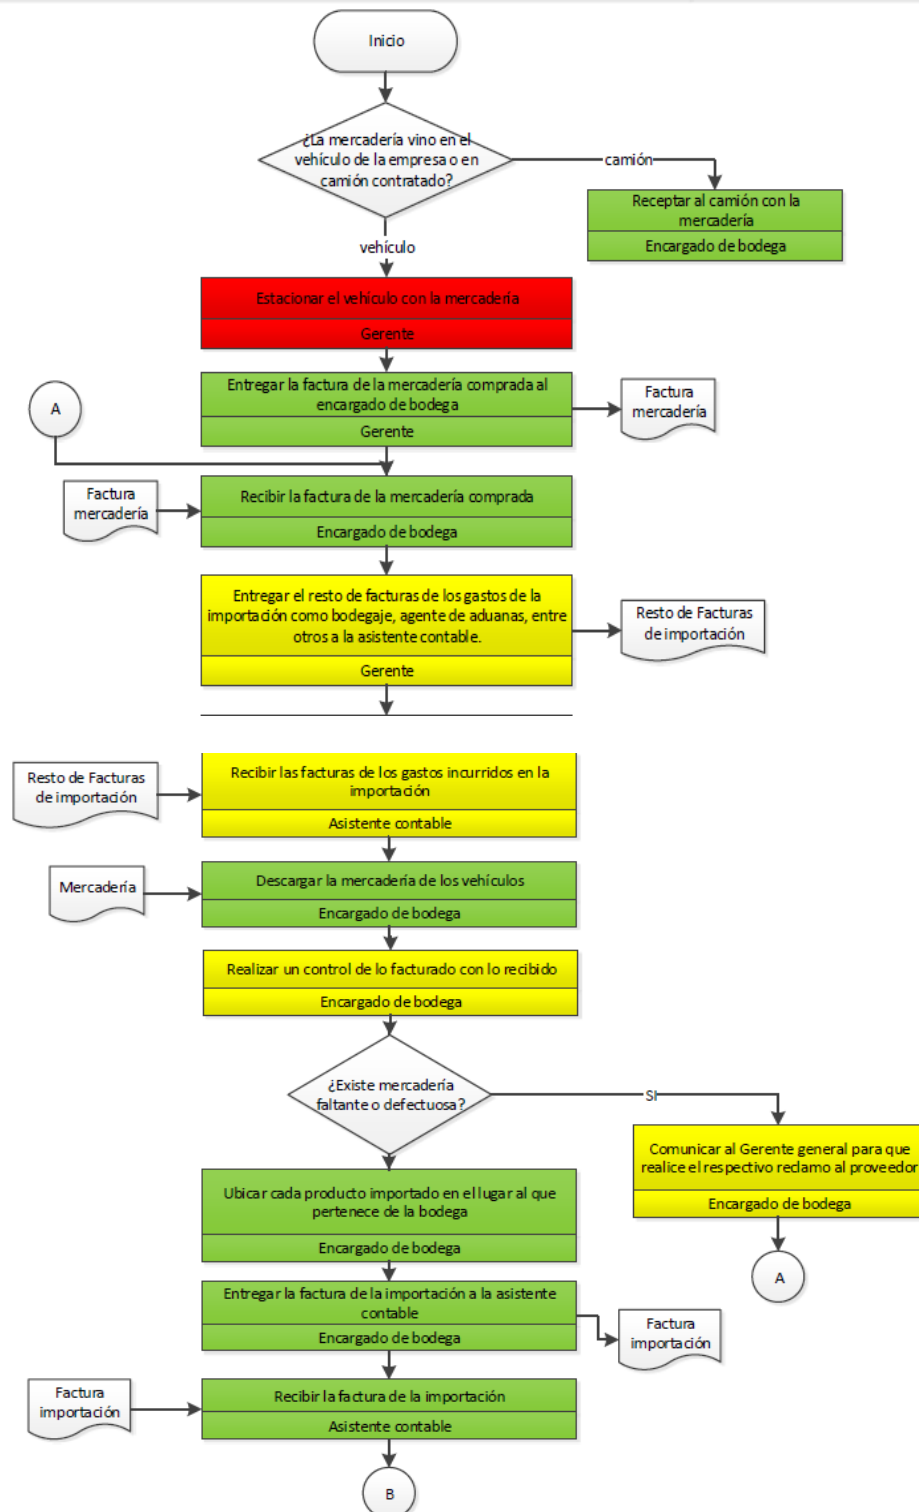 Inicio
¿La mercadería vino en el
vehículo de la empresa o en
camión contratado?
camión
Receptar al camión con la
mercadería
Encargado de bodega
vehículo
Estacionar el vehículo con la mercadería
Gerente
Entregar la factura de la mercadería comprada al
encargado de bodega
Gerente
Factura
mercadería
A
Factura
mercadería
Recibir la factura de la mercadería comprada
Encargado de bodega
Entregar el resto de facturas de los gastos de la
importación como bodegaje, agente de aduanas, entre
otros a la asistente contable.
Gerente
Resto de Facturas
de importación
Resto de Facturas
de importación
Recibir las facturas de los gastos incurridos en la
importación
Asistente contable
Mercadería
Descargar la mercadería de los vehículos
Encargado de bodega
Realizar un control de lo facturado con lo recibido
Encargado de bodega
¿Existe mercadería
faltante o defectuosa?
SI
Comunicar al Gerente general para que
realice el respectivo reclamo al proveedor
Encargado de bodega
A
Ubicar cada producto importado en el lugar al que
pertenece de la bodega
Encargado de bodega
Entregar la factura de la importación a la asistente
contable
Encargado de bodega
Factura
importación
Factura
importación
Recibir la factura de la importación
Asistente contable
B